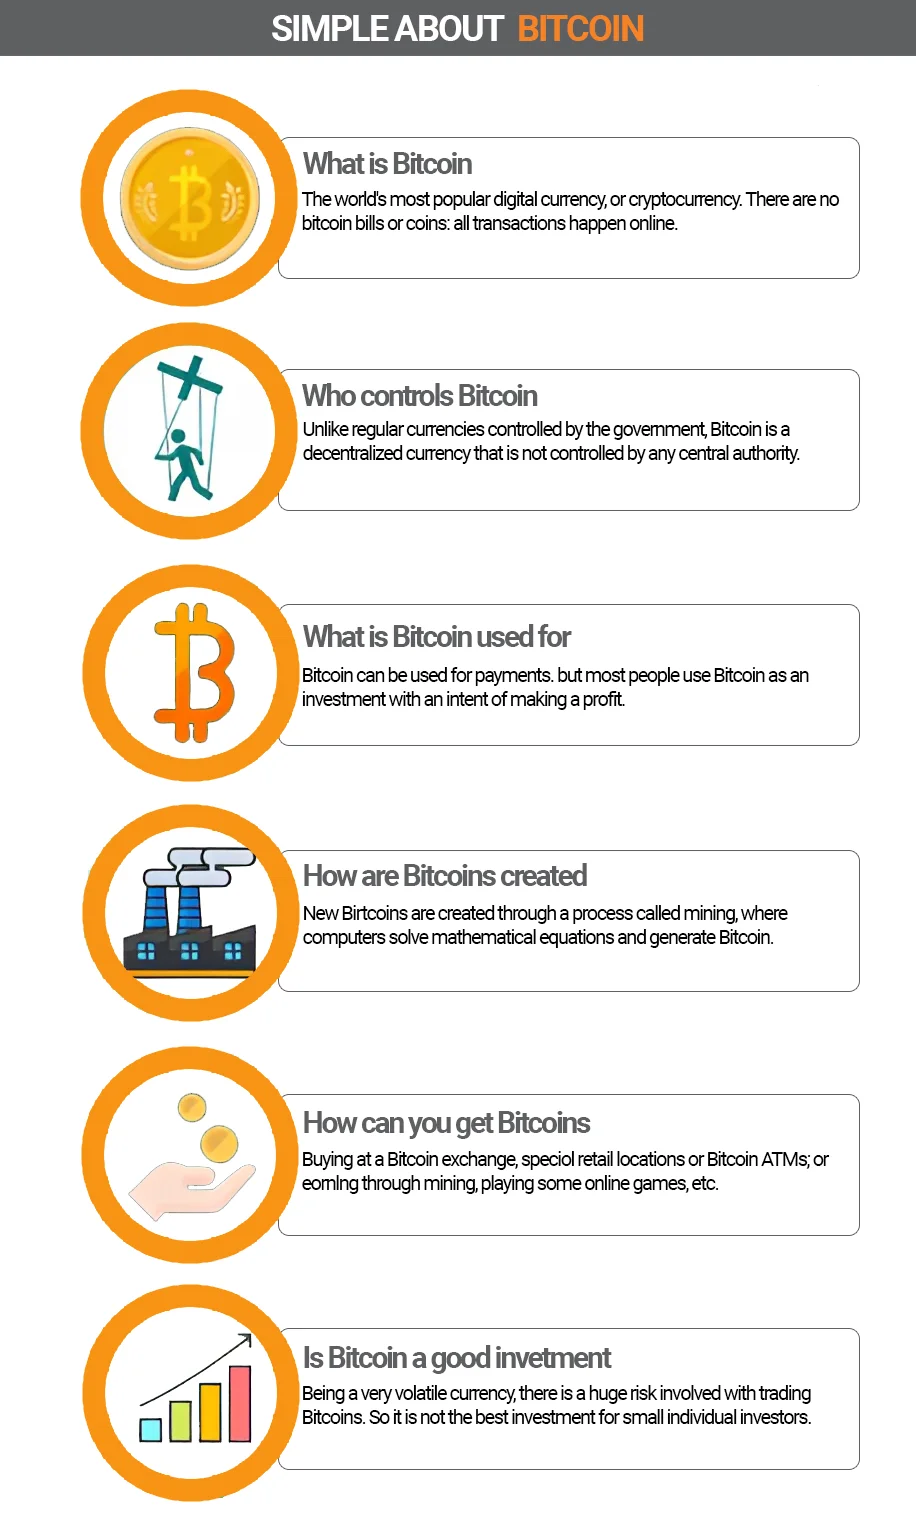 SIMPLE ABOUT BITCOIN
What is Bitcoin
The world's most popular digital currency, or cryptocurrency. There are no
bitcoin bills or coins: all transactions happen online.
Who controls Bitcoin
Unlike regular currencies controlled by the government, Bitcoin is a
decentralized currency that is not controlled by any central authority.
What is Bitcoin used for
Bitcoin can be used for payments. but most people use Bitcoin as an
investment with an intent of making a profit.
How are Bitcoins created
New Birtcoins are created through a process called mining, where
computers solve mathematical equations and generate Bitcoin.
How can you get Bitcoins
Buying at a Bitcoin exchange, speciol retail locations or Bitcoin ATMs; or
eornlng through mining, playing some online games, etc.
Is Bitcoin a good invetment
Being a very volatile currency, there is a huge risk involved with trading
Bitcoins. So it is not the best investment for small individual investors.